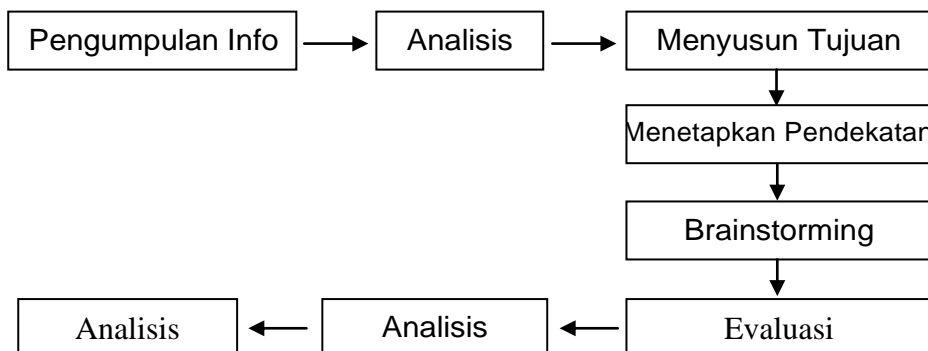 Pengumpulan Info
Analisis
Menyusun Tujuan
Menetapkan Pendekatan
Brainstorming
Evaluasi
Analisis
Analisis